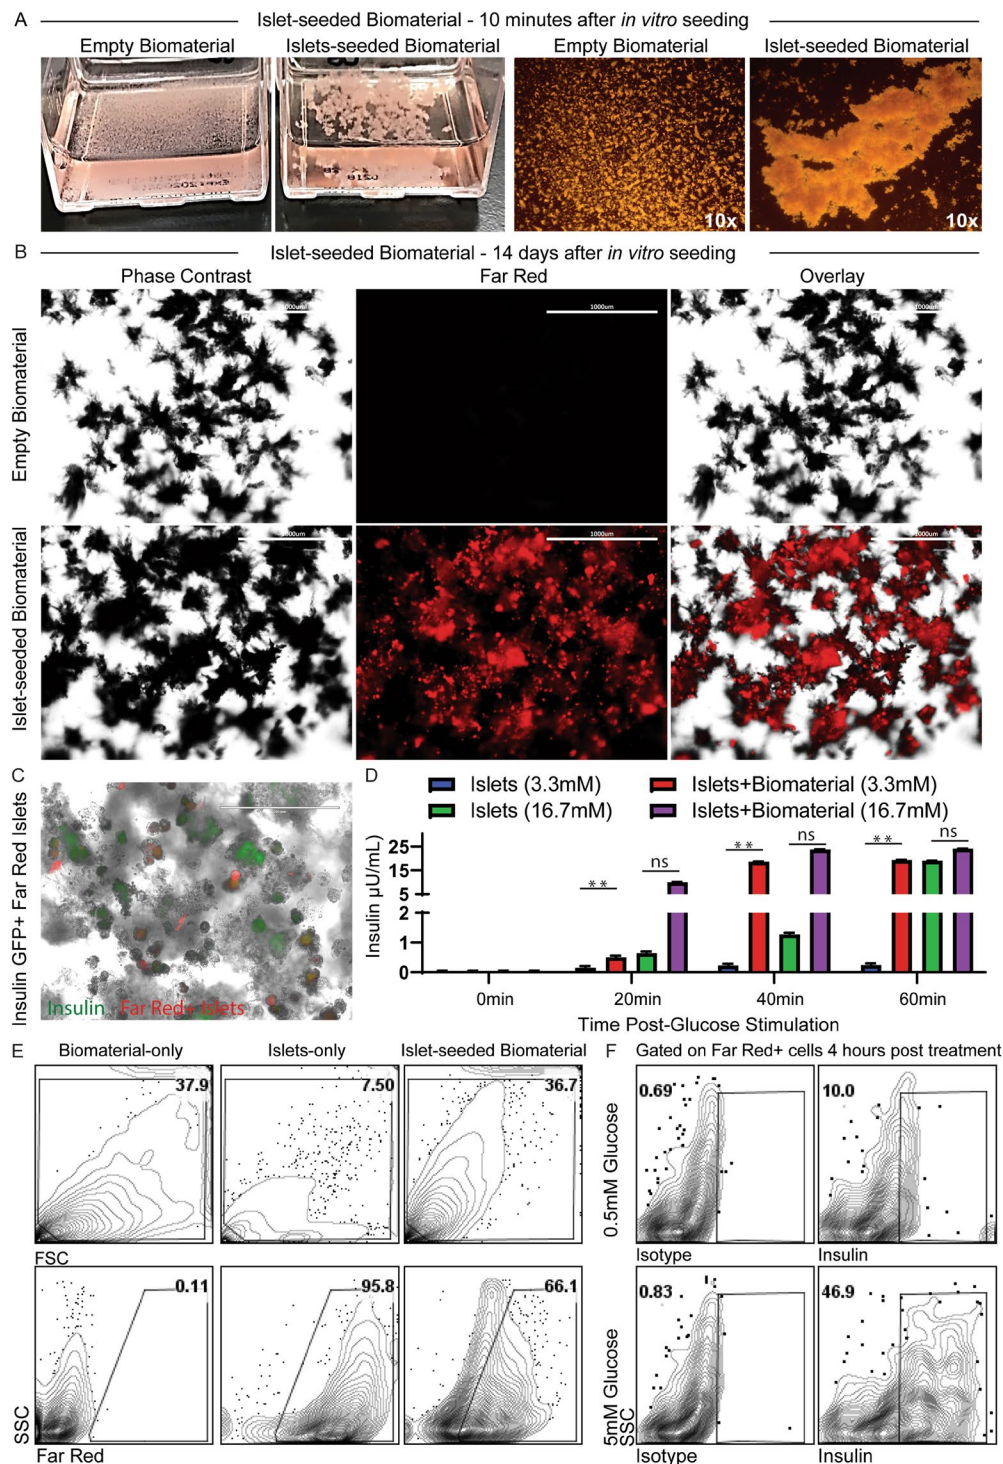 A
Islet-seeded Biomaterial - 10 minutes after in vitro seeding
Empty Biomaterial
Islets-seeded Biomaterial
Empty Biomaterial
Islet-seeded Biomaterial
10x
10x
B
Islet-seeded Biomaterial - 14 days after in vitro seeding
Phase Contrast
Far Red
Overlay
Empty Biomaterial
1000um
1000um
1000um
Islet-seeded Biomaterial
1000um
1000um
1000um
C
Insulin GFP+ Far Red Islets
Insulin
Far Red+ Islets
D
Islets (3.3mM)
Islets+Biomaterial (3.3mM)
Islets (16.7mM)
Islets+Biomaterial (16.7mM)
Insulin µU/mL)
25
15
5
2
1
0
**
ns
**
ns
**
ns
0min
20min
40min
60min
Time Post-Glucose Stimulation
E
Biomaterial-only
Islets-only
Islet-seeded Biomaterial
37.9
7.50
36.7
FSC
0.11
95.8
66.1
SSC
Far Red
F
Gated on Far Red+ cells 4 hours post treatment
0.5mM Glucose
0.69
10.0
Isotype
Insulin
5mM Glucose
SSC
0.83
46.9
Isotype
Insulin